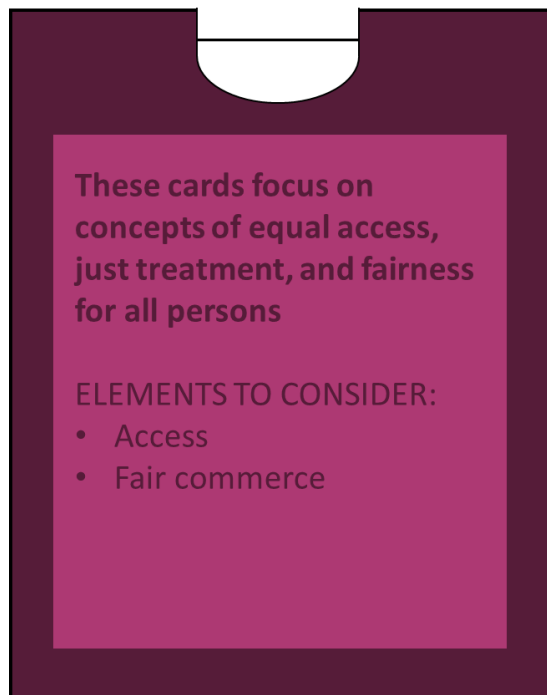 These cards focus on
concepts of equal access,
just treatment, and fairness
for all persons
ELEMENTS TO CONSIDER:
• Access
• Fair commerce